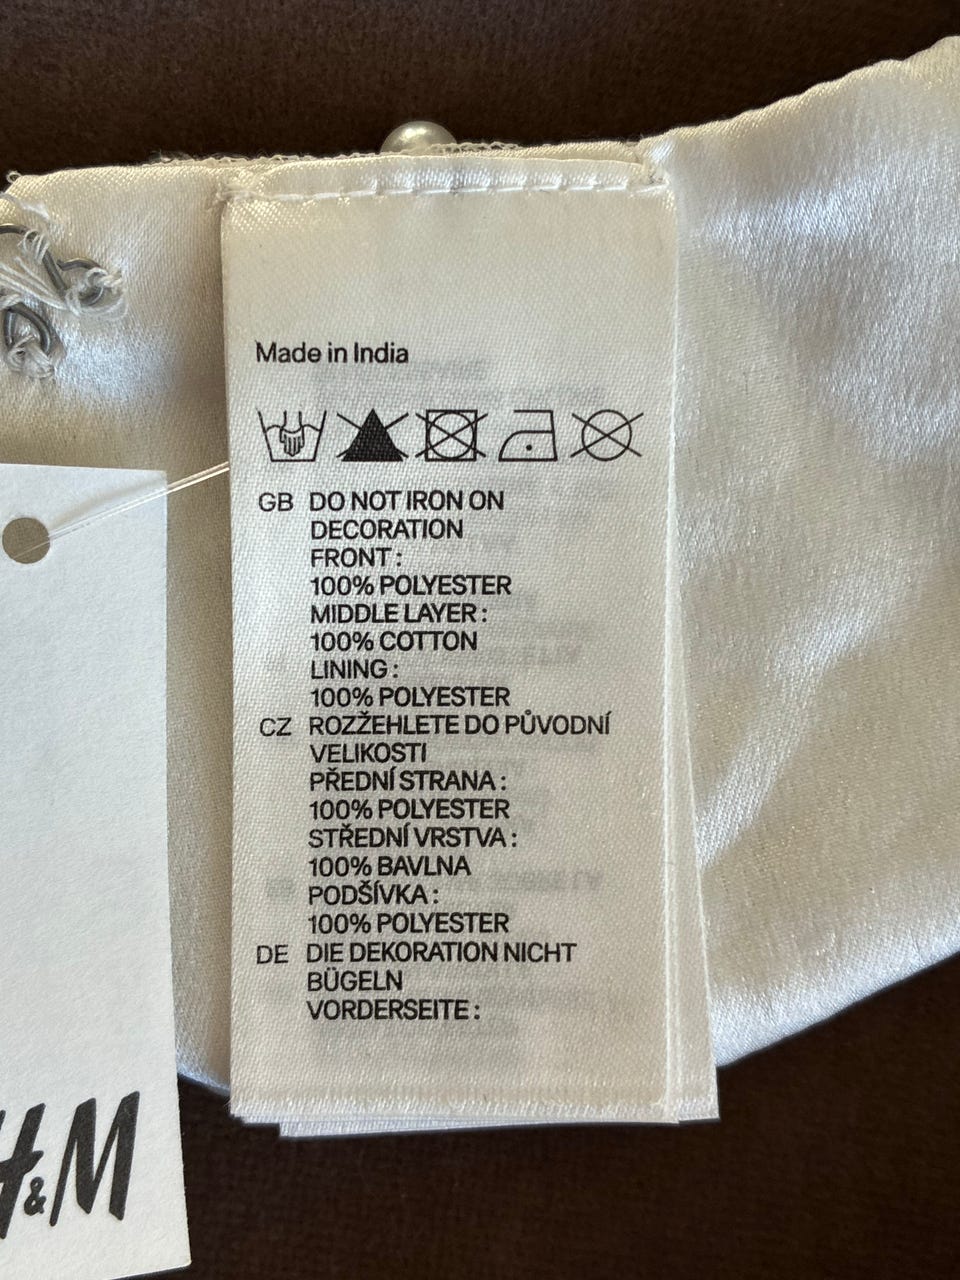 Made in India
GB DO NOT IRON ON
DECORATION
FRONT :
100% POLYESTER
MIDDLE LAYER :
100% COTTON
LINING :
100% POLYESTER
CZ ROZŽEHLETE DO PŮVODNÍ
VELIKOSTI
PŘEDNÍ STRANA :
100% POLYESTER
STŘEDNÍ VRSTVA :
100% BAVLNA
PODŠÍVKA :
100% POLYESTER
DE DIE DEKORATION NICHT
BÜGELN
VORDERSEITE :
H&M